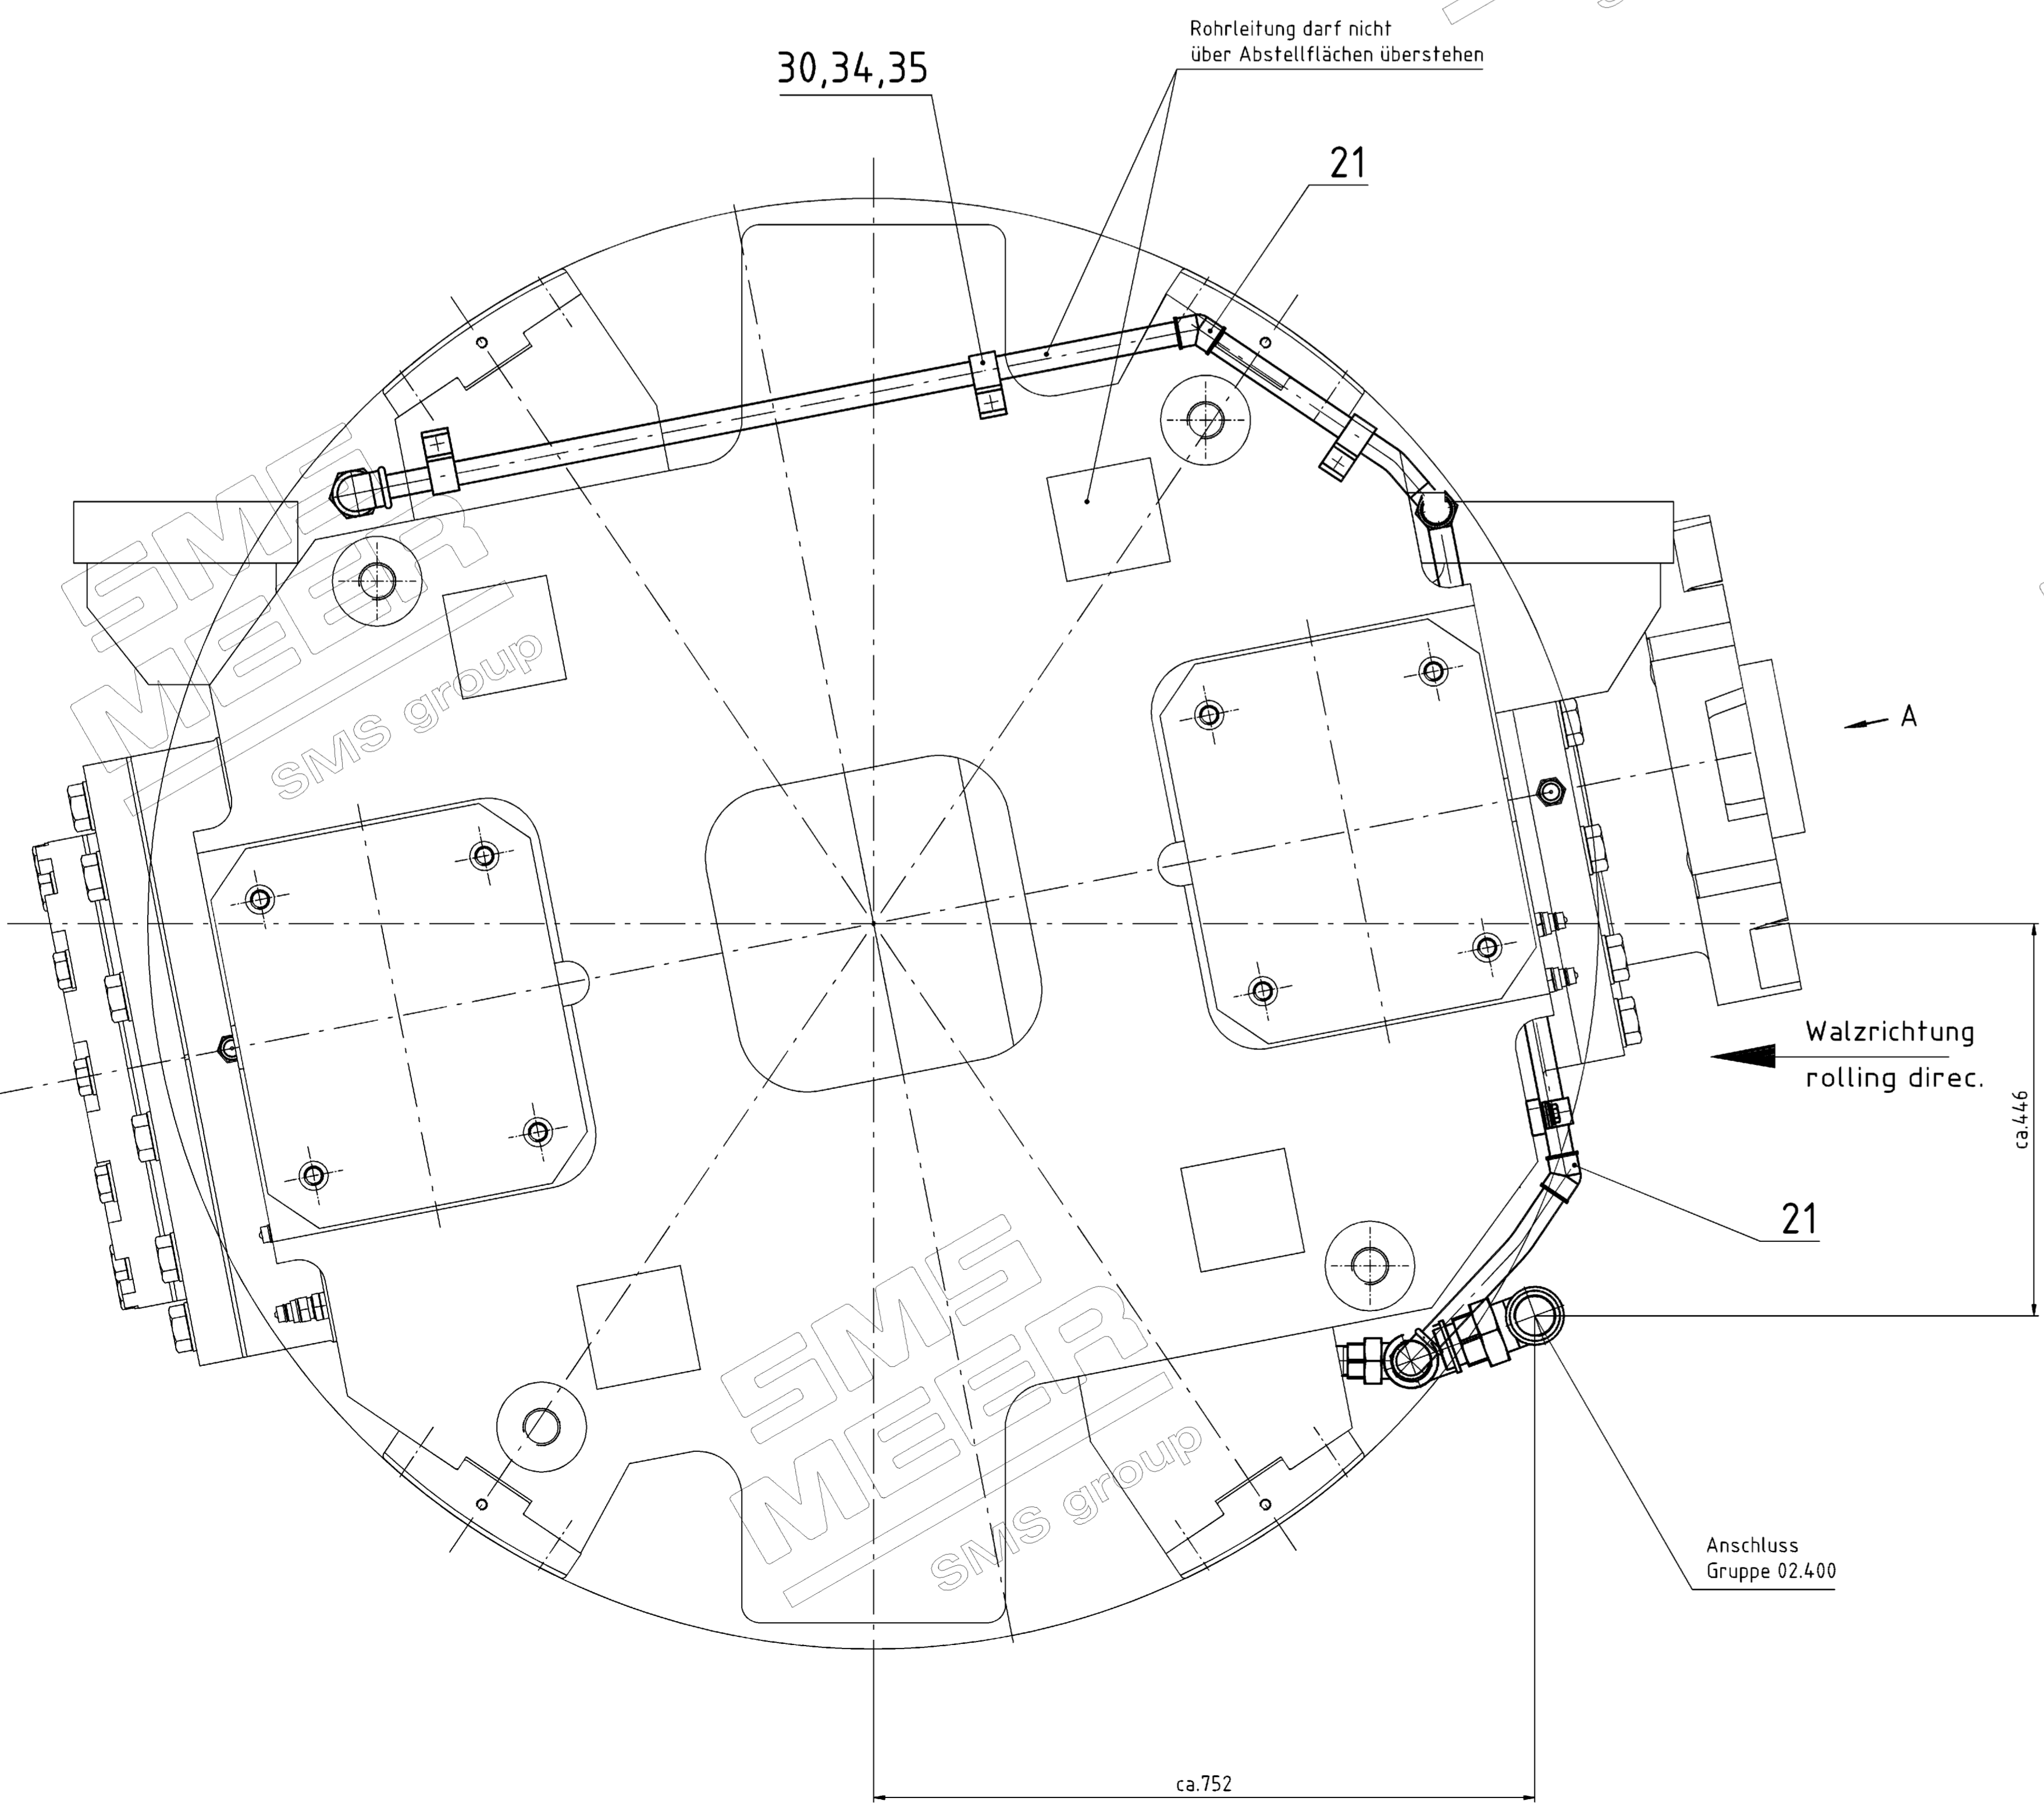 Rohrleitung darf nicht
über Abstellflächen überstehen
30,34,35
21
SMS
MEER
SMS group
A
Walzrichtung
rolling direc.
ca.446
21
SMS
MEER
SMS group
Anschluss
Gruppe 02.400
ca.752